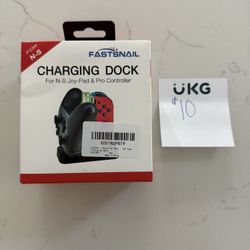 FOR
N-S
FASTSNAIL
CHARGING DOCK
For N-S Joy-Pad & Pro Controller
UKG
$10